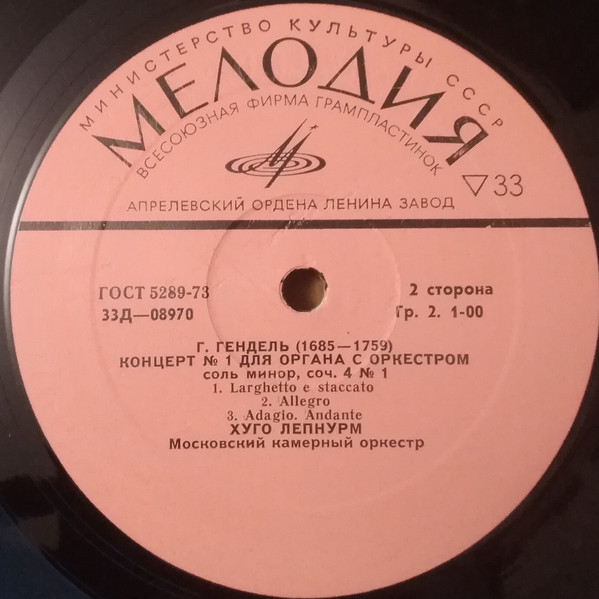 МИНИСТЕРСТВО КУЛЬТУРЫ СССР
МЕЛОДИЯ
ВСЕСОЮЗНАЯ ФИРМА ГРАМПЛАСТИНОК
▽33
АПРЕЛЕВСКИЙ ОРДЕНА ЛЕНИНА ЗАВОД
ГОСТ 5289-73
2 сторона
33Д—08970
Гр. 2. 1-00
Г. ГЕНДЕЛЬ (1685—1759)
КОНЦЕРТ № 1 ДЛЯ ОРГАНА С ОРКЕСТРОМ
соль минор, соч. 4 № 1
1. Larghetto e staccato
2. Allegro
3. Adagio. Andante
ХУГО ЛЕПНУРМ
Московский камерный оркестр